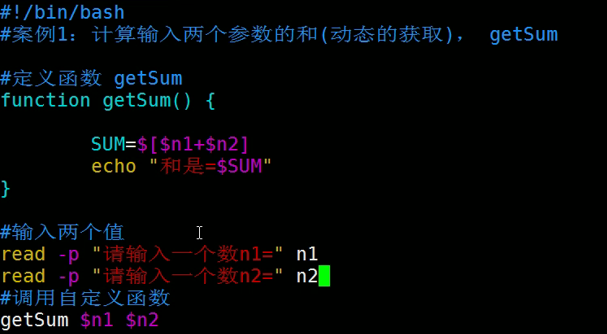 #!/bin/bash
#案例1：计算输入两个参数的和(动态的获取)， getSum
#定义函数 getSum
function getSum() {
SUM=$[$n1+$n2]
echo "和是=$SUM"
}
#输入两个值
read -p "请输入一个数n1=" n1
read -p "请输入一个数n2=" n2
#调用自定义函数
getSum $n1 $n2